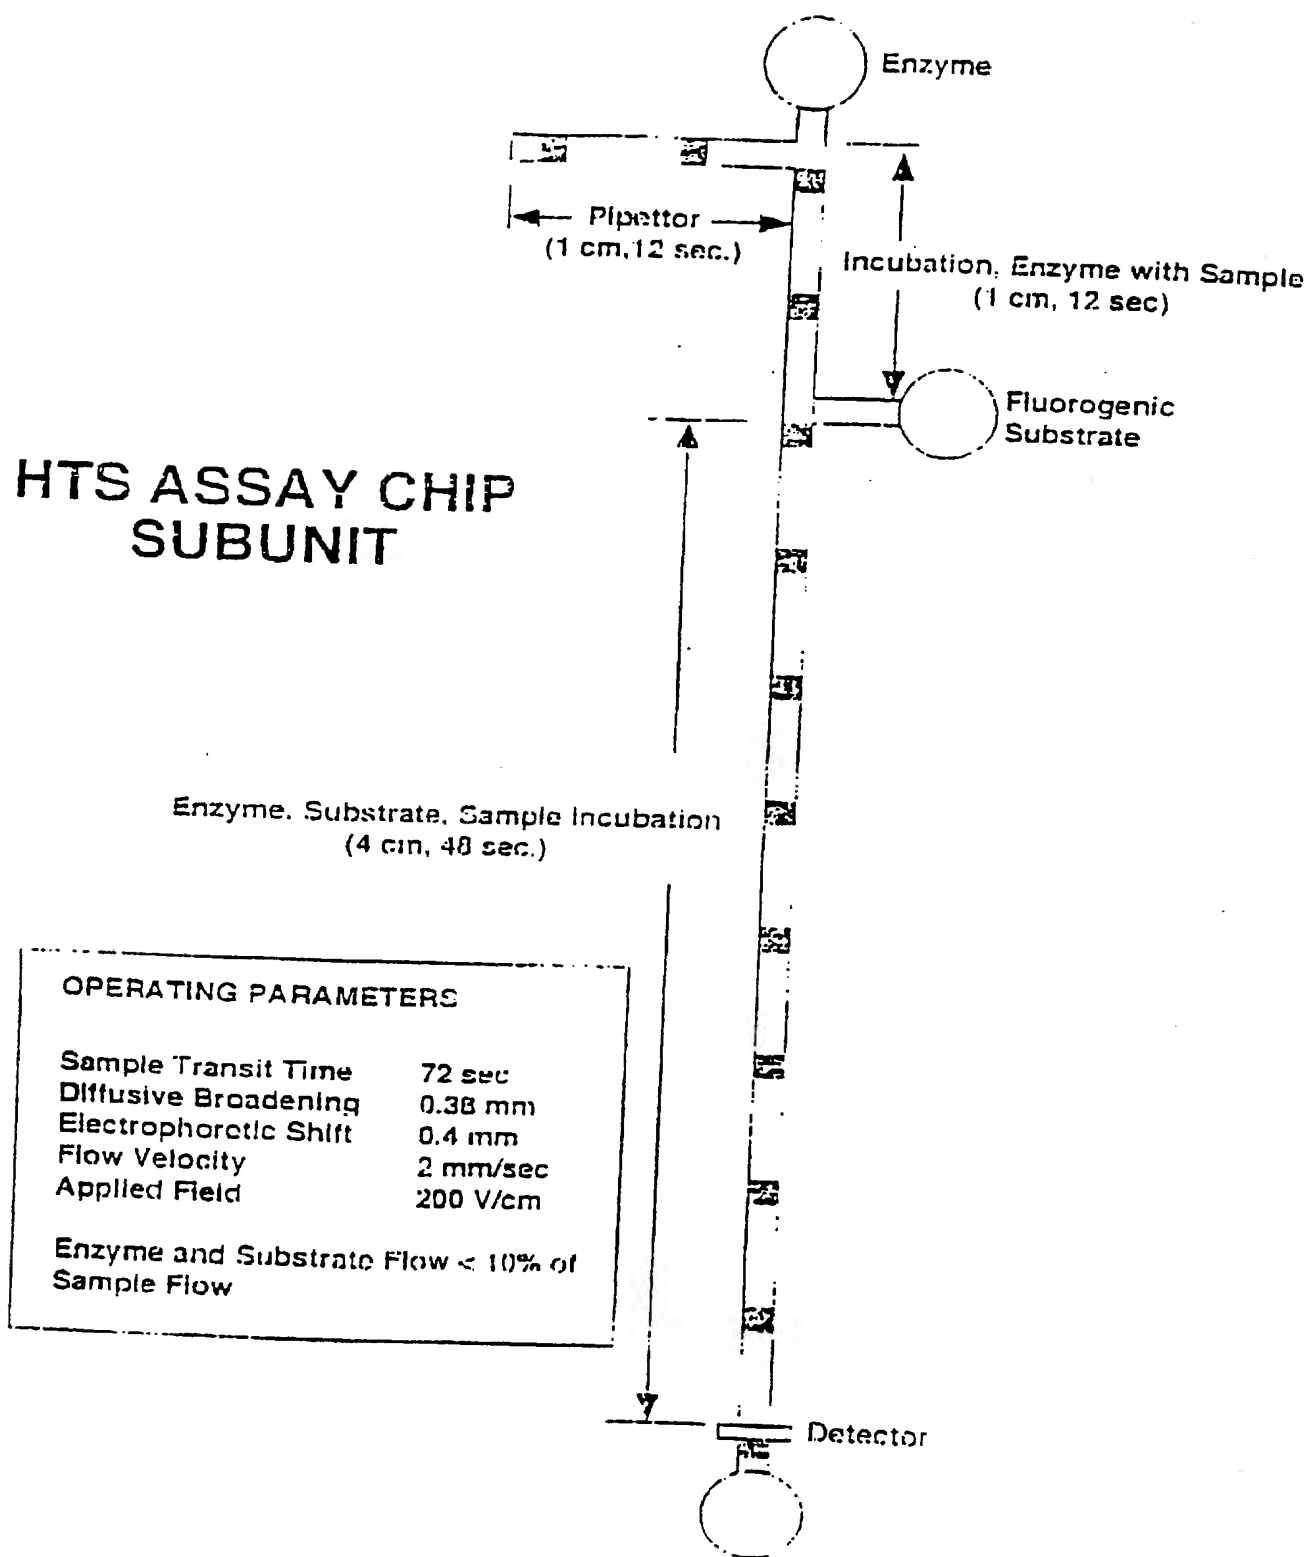 Enzyme
Pipettor
(1 cm,12 sec.)
Incubation, Enzyme with Sample
(1 cm, 12 sec)
Fluorogenic
Substrate
HTS ASSAY CHIP
SUBUNIT
Enzyme, Substrate, Sample Incubation
(4 cm, 48 sec.)
OPERATING PARAMETERS
Sample Transit Time 72 sec
Diffusive Broadening 0.38 mm
Electrophoretic Shift 0.4 mm
Flow Velocity 2 mm/sec
Applied Field 200 V/cm
Enzyme and Substrate Flow < 10% of
Sample Flow
Detector